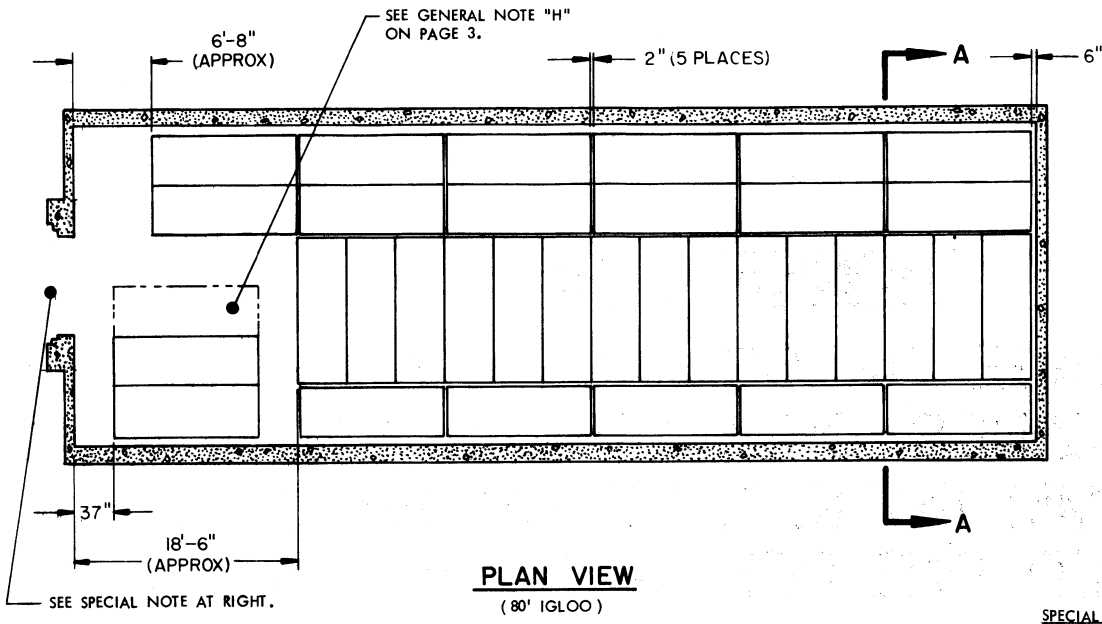 SEE GENERAL NOTE "H"
ON PAGE 3.
6'-8"
(APPROX)
2" (5 PLACES)
A
6"
37"
18'-6"
(APPROX)
A
SEE SPECIAL NOTE AT RIGHT.
PLAN VIEW
(80' IGLOO)
SPECIAL